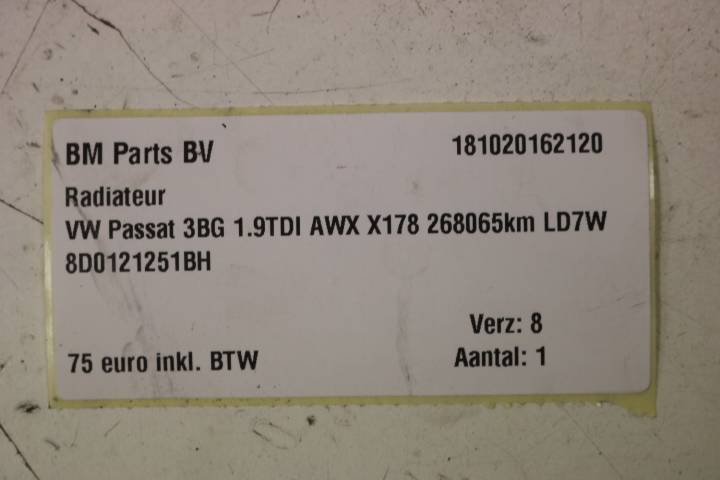 BM Parts BV 181020162120
Radiateur
VW Passat 3BG 1.9TDI AWX X178 268065km LD7W
8D0121251BH
Verz: 8
75 euro inkl. BTW Aantal: 1